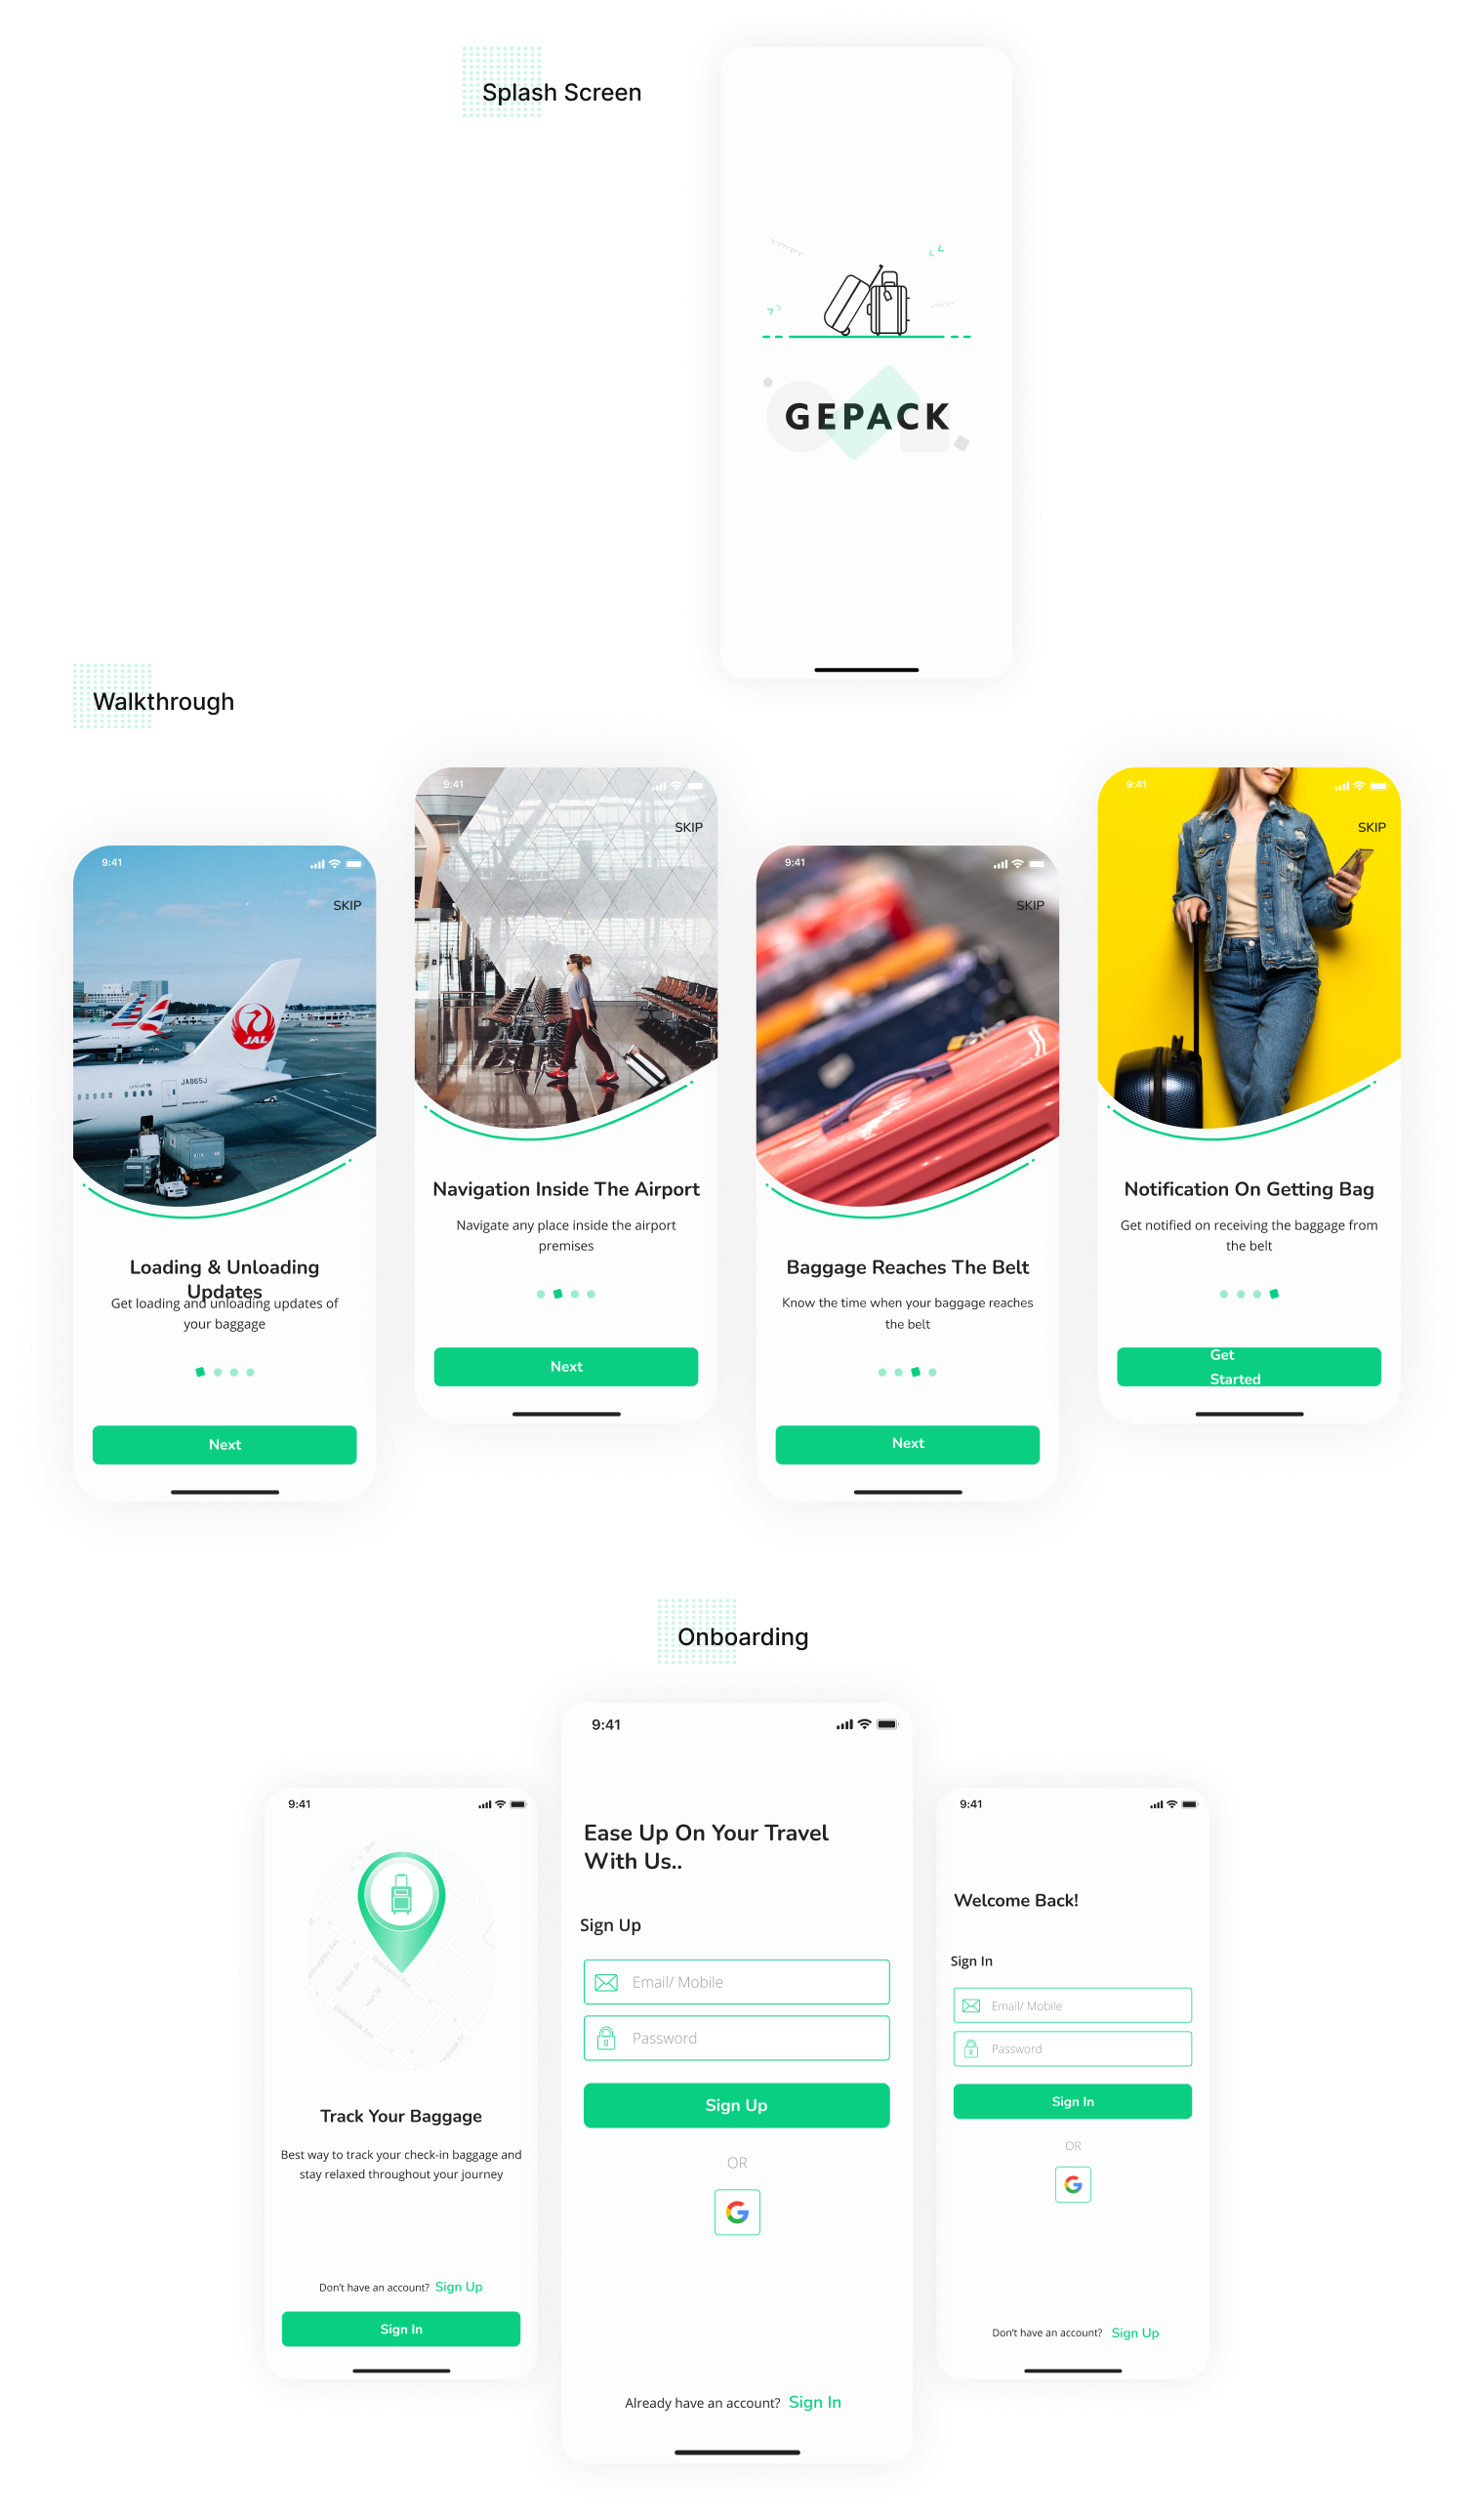 Splash Screen
GEPACK
Walkthrough
9:41
SKIP
JAL
JA865J
Loading & Unloading
Updates
Get loading and unloading updates of
your baggage
Next
9:41
SKIP
Navigation Inside The Airport
Navigate any place inside the airport
premises
Next
9:41
SKIP
Baggage Reaches The Belt
Know the time when your baggage reaches
the belt
Next
9:41
SKIP
Notification On Getting Bag
Get notified on receiving the baggage from
the belt
Get
Started
Onboarding
9:41
Track Your Baggage
Best way to track your check-in baggage and
stay relaxed throughout your journey
Don't have an account? Sign Up
Sign In
9:41
Ease Up On Your Travel
With Us..
Sign Up
Email/ Mobile
Password
Sign Up
OR
Already have an account? Sign In
9:41
Welcome Back!
Sign In
Email/ Mobile
Password
Sign In
OR
Don't have an account? Sign Up